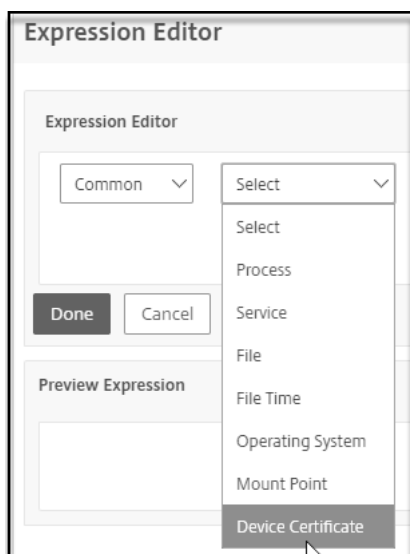 Expression Editor
Expression Editor
Common Select
Select
Process
Done Cancel Service
File
Preview Expression
File Time
Operating System
Mount Point
Device Certificate